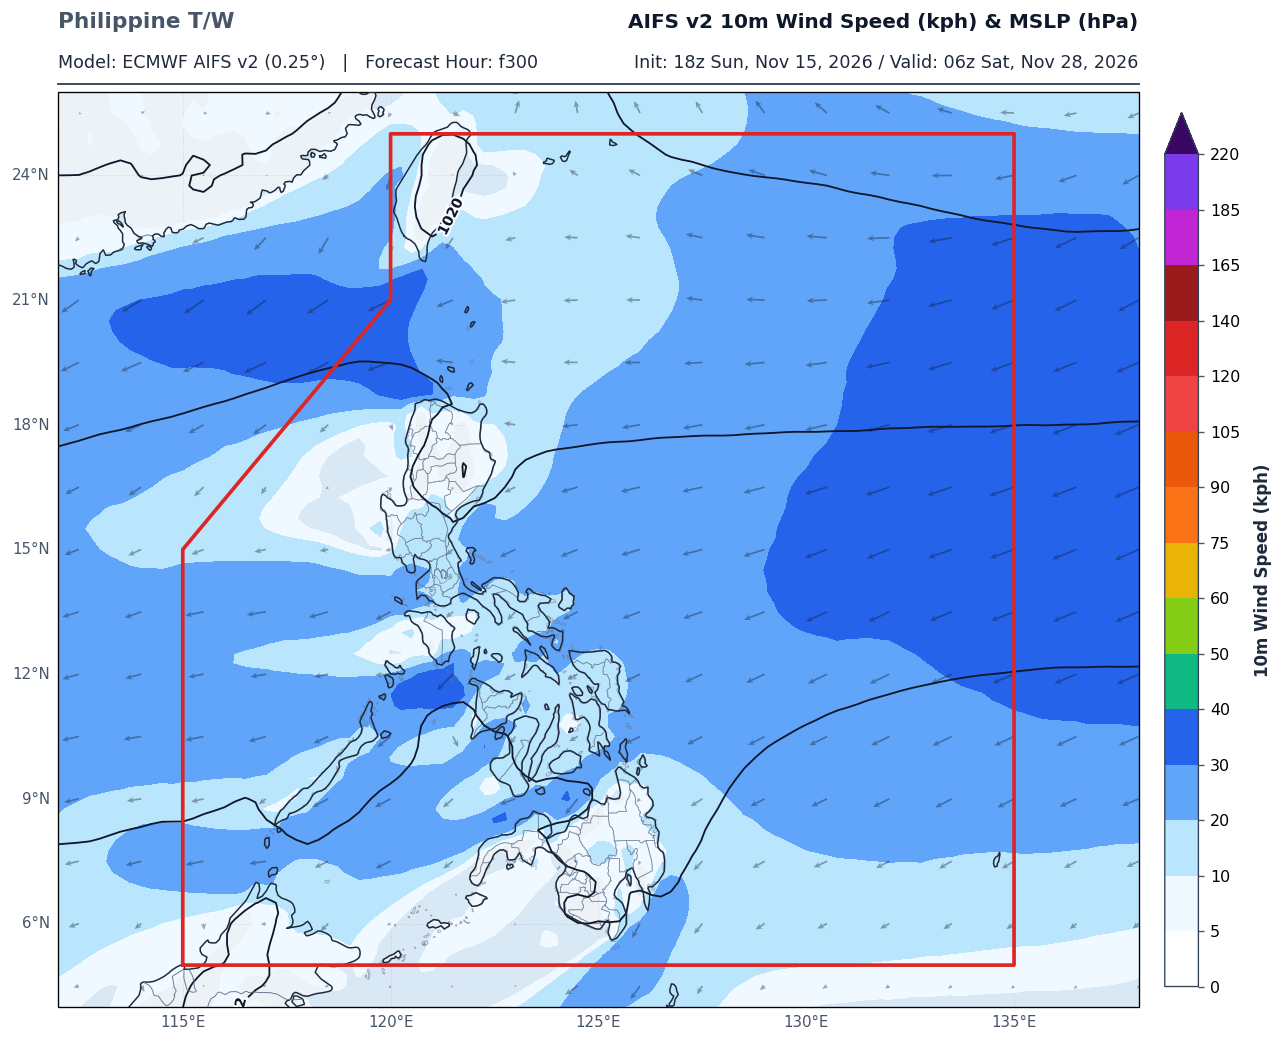 Philippine T/W
AIFS v2 10m Wind Speed (kph) & MSLP (hPa)
Model: ECMWF AIFS v2 (0.25°) | Forecast Hour: f300
Init: 18z Sun, Nov 15, 2026 / Valid: 06z Sat, Nov 28, 2026
24°N
21°N
18°N
15°N
12°N
9°N
6°N
115°E
120°E
125°E
130°E
135°E
1020
2
220
185
165
140
120
105
90
75
60
50
40
30
20
10
5
0
10m Wind Speed (kph)